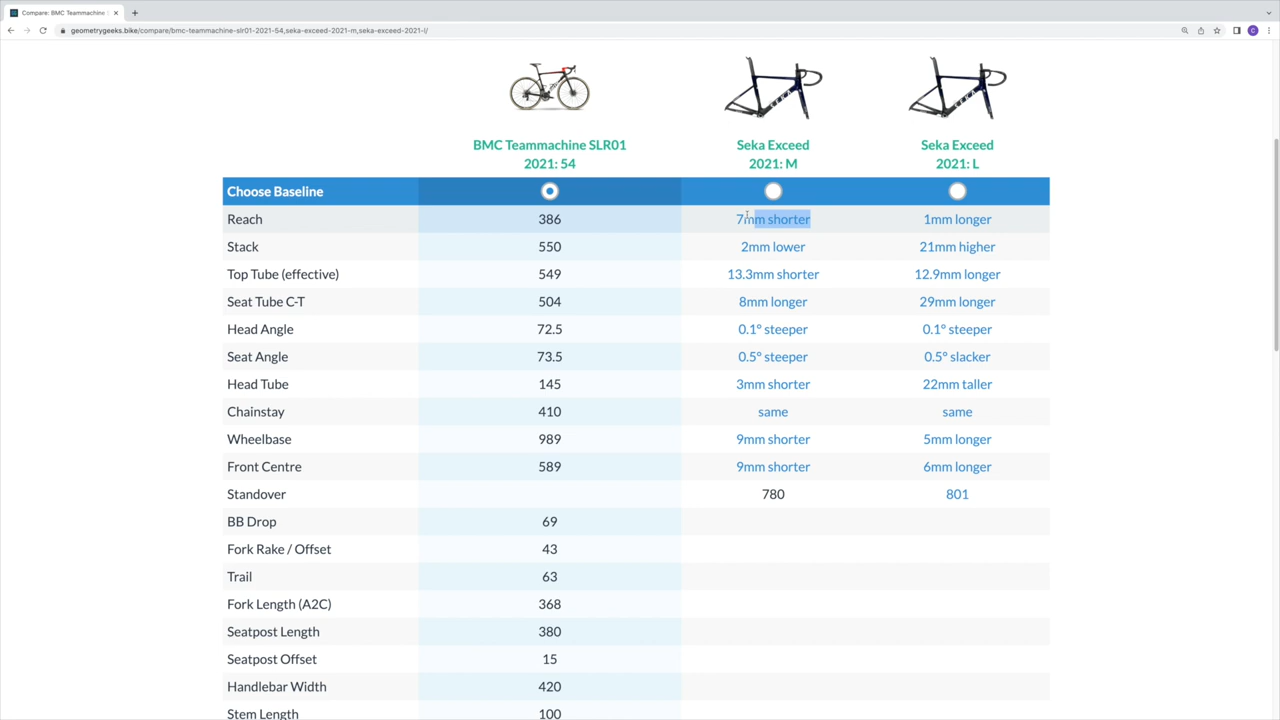 Compare: BMC Teammachine
geometrygeeks.bike/compare/bmc-teammachine-slr01-2021-54,seka-exceed-2021-m,seka-exceed-2021-l/
C
SEKA
SEKA
BMC Teammachine SLR01 2021: 54
Seka Exceed 2021: M
Seka Exceed 2021: L
Choose Baseline
Reach 386 7mm shorter 1mm longer
Stack 550 2mm lower 21mm higher
Top Tube (effective) 549 13.3mm shorter 12.9mm longer
Seat Tube C-T 504 8mm longer 29mm longer
Head Angle 72.5 0.1° steeper 0.1° steeper
Seat Angle 73.5 0.5° steeper 0.5° slacker
Head Tube 145 3mm shorter 22mm taller
Chainstay 410 same same
Wheelbase 989 9mm shorter 5mm longer
Front Centre 589 9mm shorter 6mm longer
Standover 780 801
BB Drop 69
Fork Rake / Offset 43
Trail 63
Fork Length (A2C) 368
Seatpost Length 380
Seatpost Offset 15
Handlebar Width 420
Stem Length 100